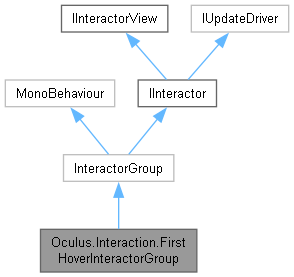 IInteractorView
IUpdateDriver
MonoBehaviour
IInteractor
InteractorGroup
Oculus.Interaction.First
HoverInteractorGroup